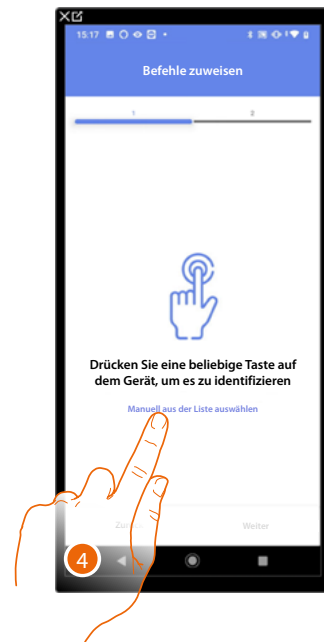 15:17
Befehle zuweisen
1 2
Drücken Sie eine beliebige Taste auf
dem Gerät, um es zu identifizieren
Manuell aus der Liste auswählen
Weiter
4